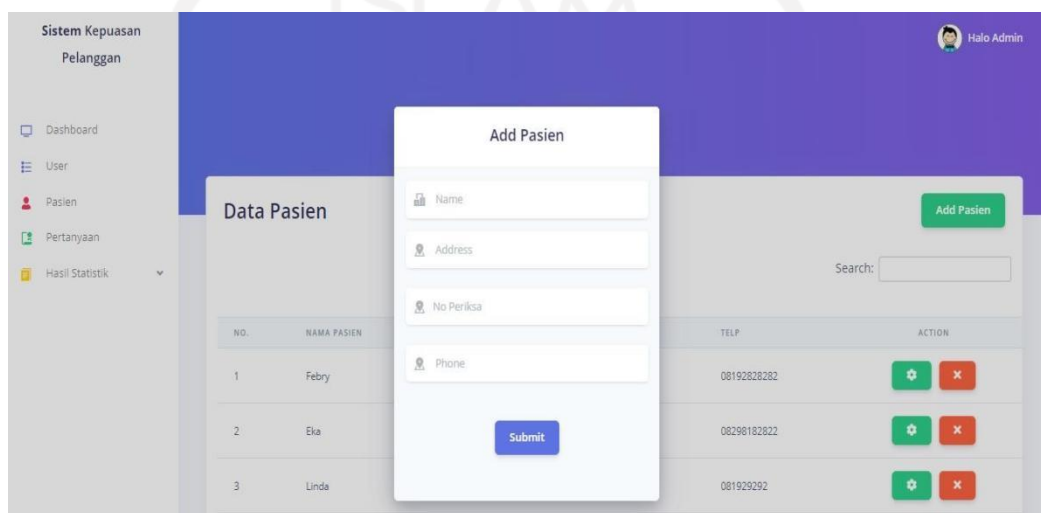 ISLAM
Sistem Kepuasan
Pelanggan
Halo Admin
Dashboard
User
Pasien
Pertanyaan
Hasil Statistik
Add Pasien
Name
Address
No Periksa
Phone
Submit
Data Pasien
Add Pasien
Search:
NO. NAMA PASIEN TELP ACTION
1 Febry 08192828282
2 Eka 08298182822
3 Linda 081929292